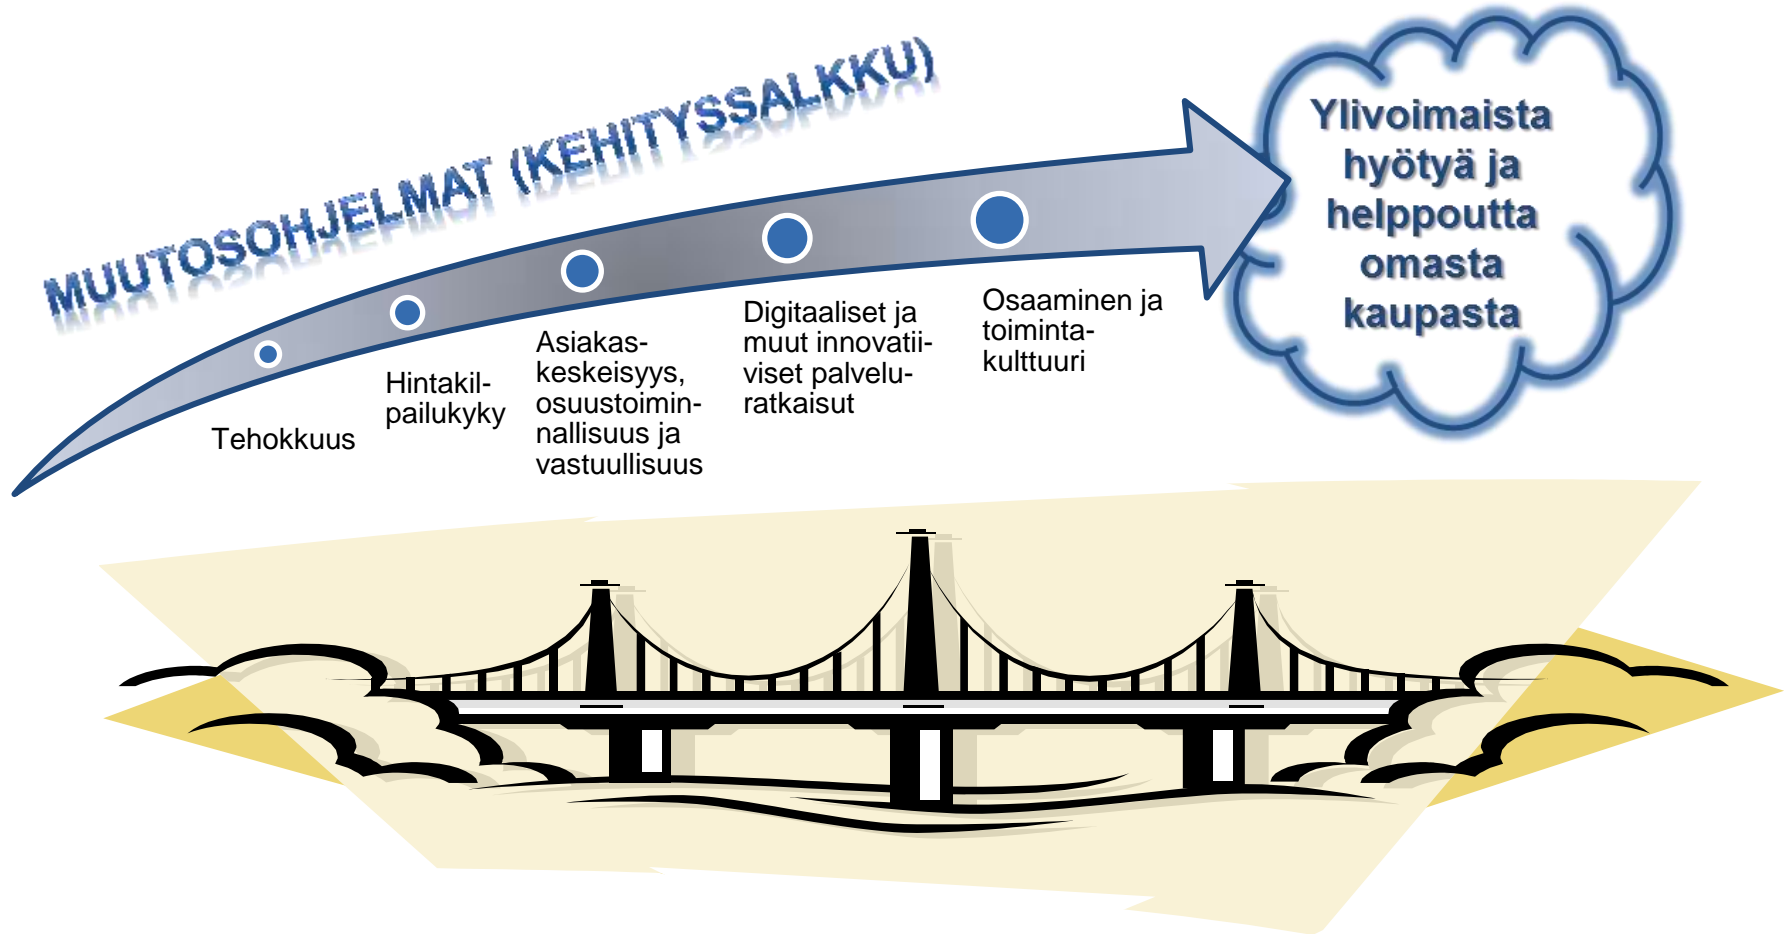 MUUTOSOHJELMAT (KEHITYSSALKKU)
Tehokkuus
Hintakil-
pailukyky
Asiakas-
keskeisyys,
osuustoimin-
nallisuus ja
vastuullisuus
Digitaaliset ja
muut innovatii-
viset palvelu-
ratkaisut
Osaaminen ja
toiminta-
kulttuuri
Ylivoimaista
hyötyä ja
helppoutta
omasta
kaupasta